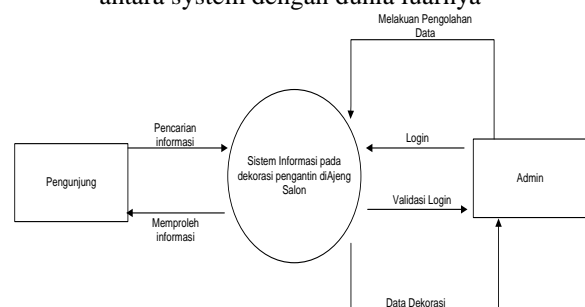 antara system dengan dunia luarnya
Melakuan Pengolahan
Data
Pencarian
informasi
Login
Pengunjung
Sistem Informasi pada
dekorasi pengantin diAjeng
Salon
Admin
Validasi Login
Memproleh
informasi
Data Dekorasi